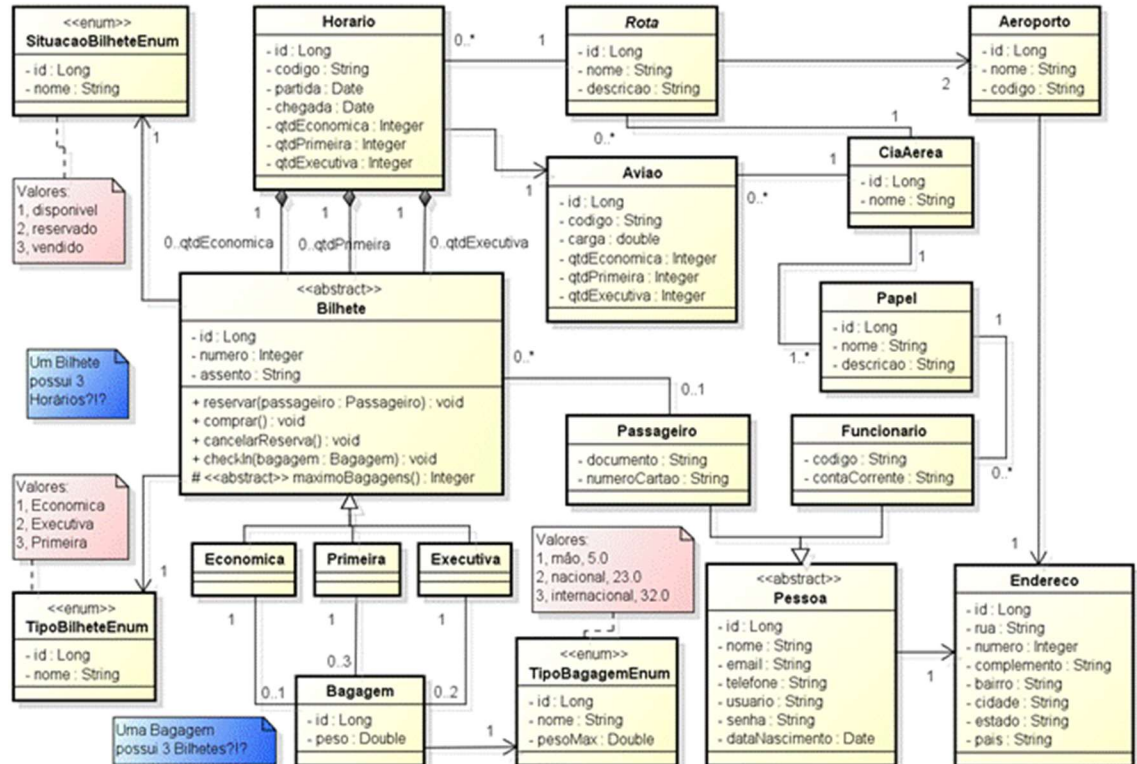 <<enum>>
SituacaoBilheteEnum
- id : Long
- nome : String
1
Valores:
1, disponivel
2, reservado
3, vendido
Horario
- id : Long
- codigo : String
- partida : Date
- chegada : Date
- qtdEconomica : Integer
- qtdPrimeira : Integer
- qtdExecutiva : Integer
0..*
1
Rota
- id : Long
- nome : String
- descricao : String
2
Aeroporto
- id : Long
- nome : String
- codigo : String
0..*
1
CiaAerea
- id : Long
- nome : String
1
Aviao
- id : Long
- codigo : String
- carga : double
- qtdEconomica : Integer
- qtdPrimeira : Integer
- qtdExecutiva : Integer
1
0..*
1
1
1
1
0..qtdEconomica
0..qtdPrimeira
0..qtdExecutiva
1
1..*
Papel
- id : Long
- nome : String
- descricao : String
1
0..*
<<abstract>>
Bilhete
- id : Long
- numero : Integer
- assento : String
+ reservar(passageiro : Passageiro) : void
+ comprar() : void
+ cancelarReserva() : void
+ checkIn(bagagem : Bagagem) : void
# <<abstract>> maximoBagagens() : Integer
0..*
0..1
Um Bilhete
possui 3
Horários?!?
Passageiro
- documento : String
- numeroCartao : String
Funcionario
- codigo : String
- contaCorrente : String
Valores:
1, Economica
2, Executiva
3, Primeira
1
<<enum>>
TipoBilheteEnum
- id : Long
- nome : String
Economica
Primeira
Executiva
1
1
1
0..1
0..3
0..2
Valores:
1, mão, 5.0
2, nacional, 23.0
3, internacional, 32.0
Bagagem
- id : Long
- peso : Double
1
<<enum>>
TipoBagagemEnum
- id : Long
- nome : String
- pesoMax : Double
Uma Bagagem
possui 3 Bilhetes?!?
<<abstract>>
Pessoa
- id : Long
- nome : String
- email : String
- telefone : String
- usuario : String
- senha : String
- dataNascimento : Date
1
1
Endereco
- id : Long
- rua : String
- numero : Integer
- complemento : String
- bairro : String
- cidade : String
- estado : String
- pais : String